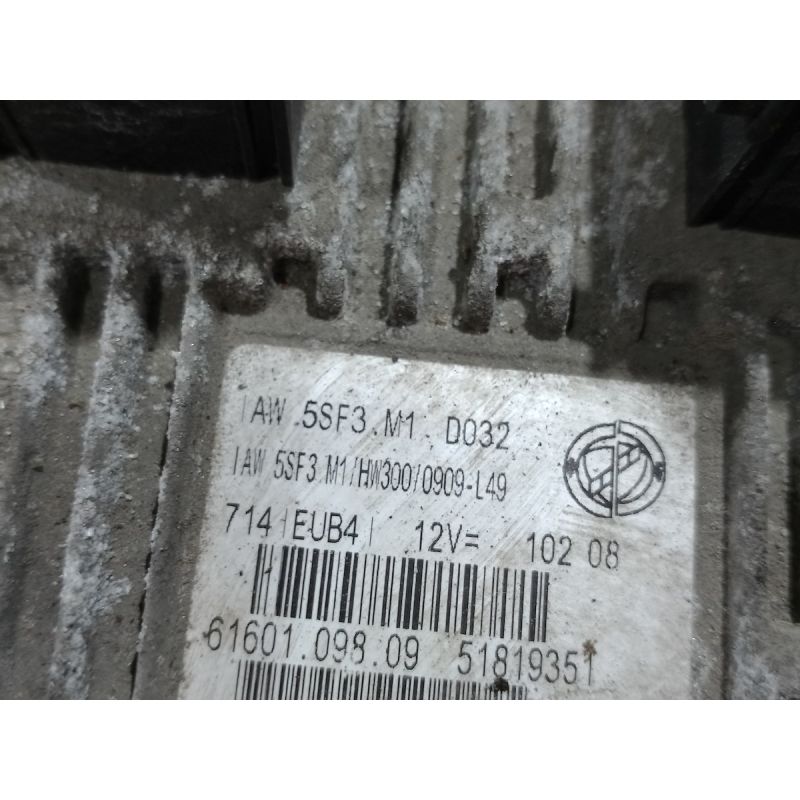 IAW 5SF3.M1 D032
IAW 5SF3 M1/HW300/0909-L49
714 |EUB4| 12V= 102 08
61601.098.09 51819351